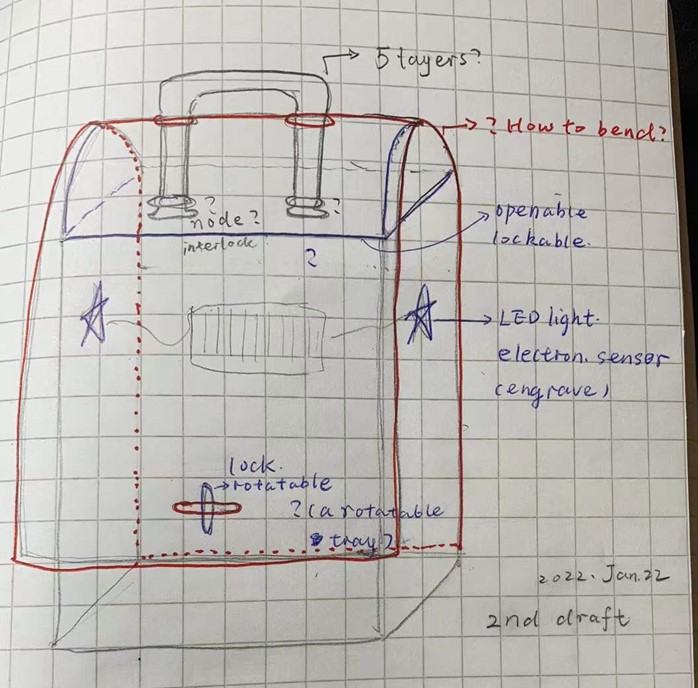 5 layers?
? How to bend?
openable
lockable.
? ?
node?
interlock
?
LED light.
electron. sensor
(engrave)
lock.
rotatable
? (a rotatable
tray?
2022. Jan. 22
2nd draft